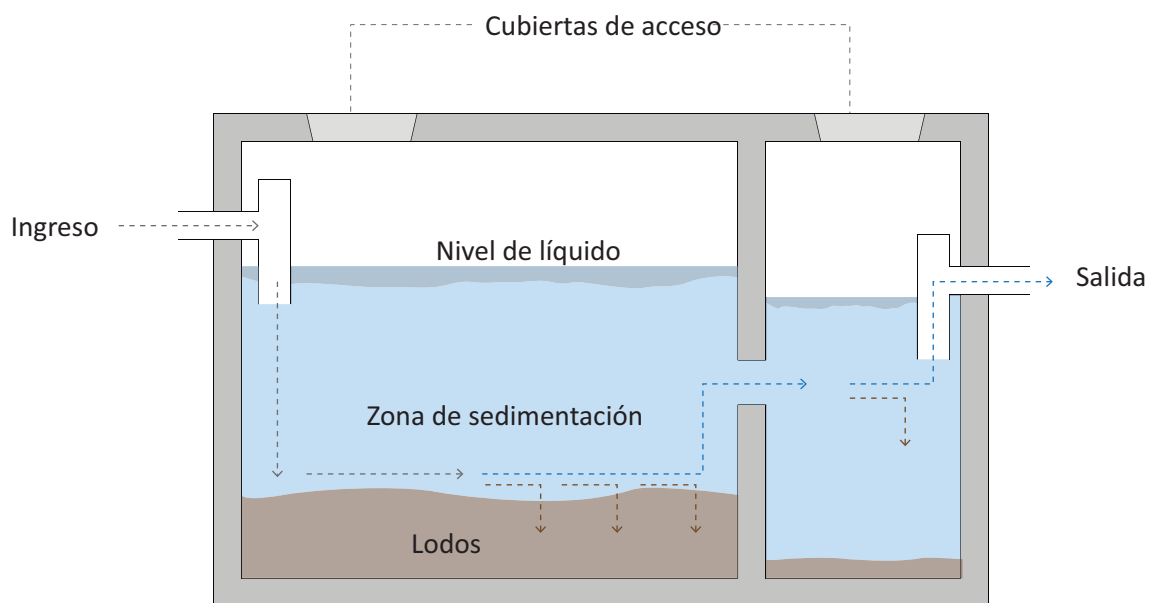 Cubiertas de acceso
Ingreso
Nivel de líquido
Salida
Zona de sedimentación
Lodos